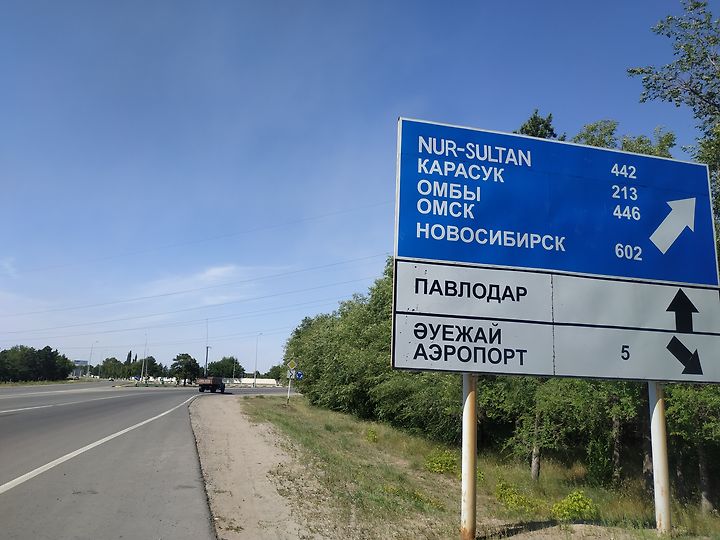 NUR-SULTAN 442
КАРАСУК 213
ОМБЫ
ОМСК 446
НОВОСИБИРСК 602
ПАВЛОДАР
ӘУЕЖАЙ
АЭРОПОРТ 5